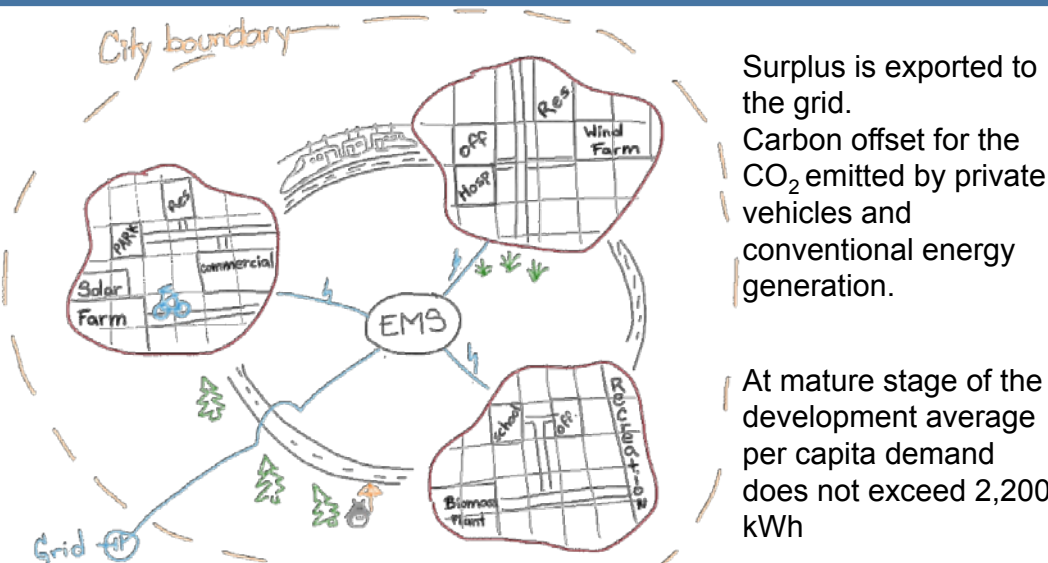 City boundary
Res
PARK
Commercial
Solar
Farm
Off
Hosp
Res
Wind
Farm
EMS
School
Off
Recreation
Biomass
Plant
Grid
Surplus is exported to
the grid.
Carbon offset for the
CO₂ emitted by private
vehicles and
conventional energy
generation.
At mature stage of the
development average
per capita demand
does not exceed 2,200
kWh